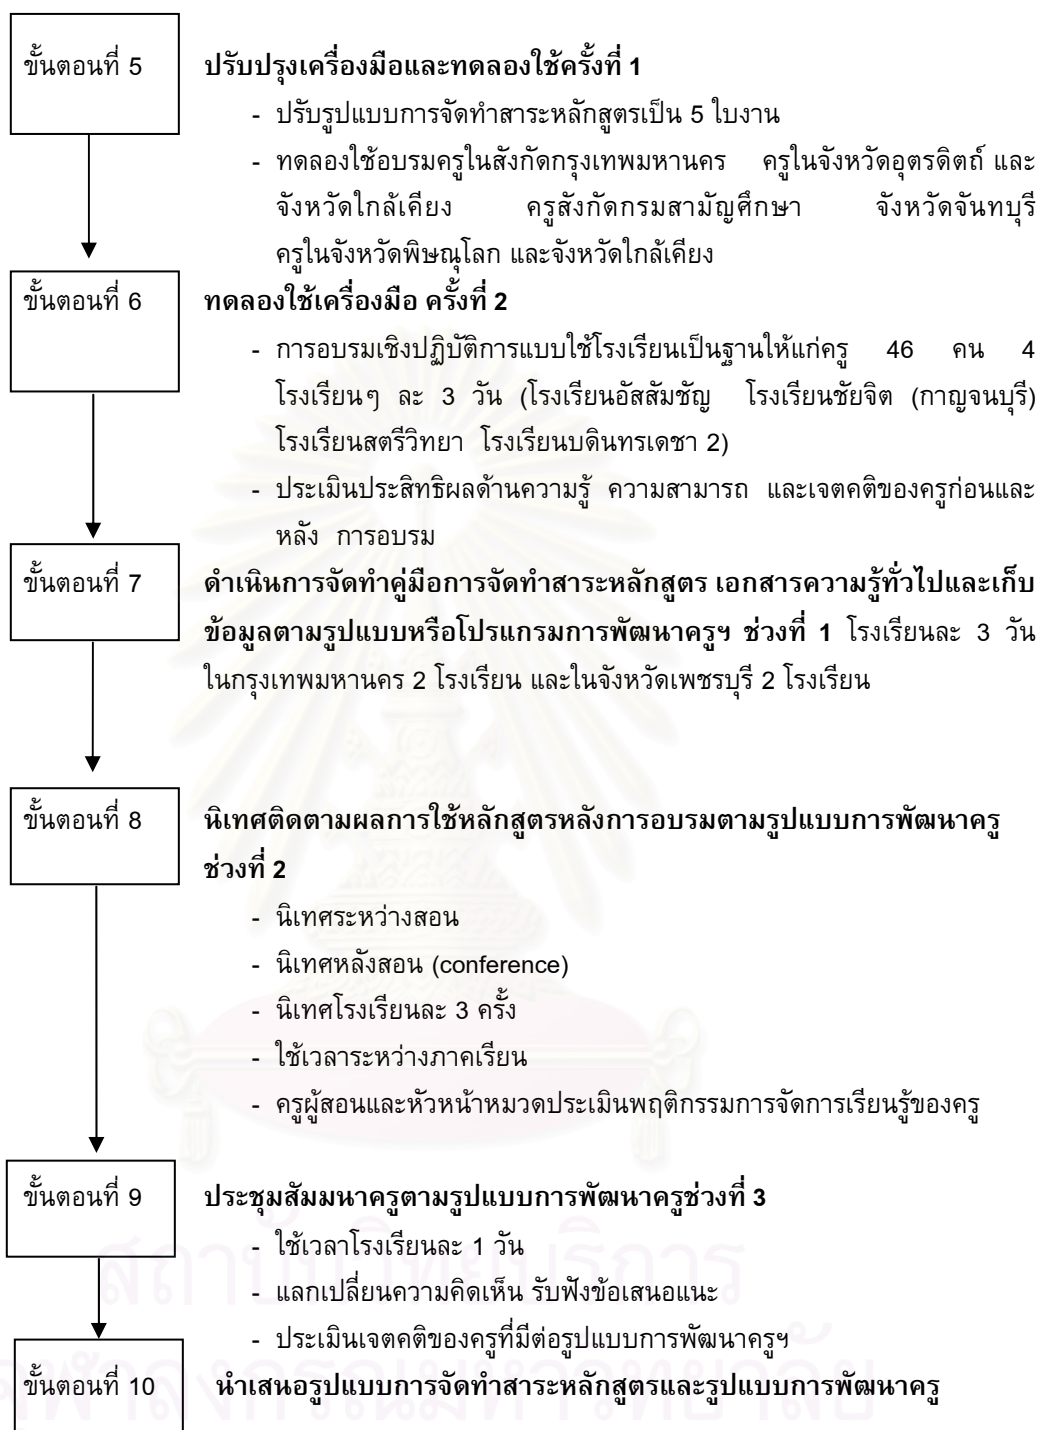 ขั้นตอนที่ 5 ปรับปรุงเครื่องมือและทดลองใช้ครั้งที่ 1
- ปรับรูปแบบการจัดทำสาระหลักสูตรเป็น 5 ใบงาน
- ทดลองใช้อบรมครูในสังกัดกรุงเทพมหานคร ครูในจังหวัดอุตรดิตถ์ และ
จังหวัดใกล้เคียง ครูสังกัดกรมสามัญศึกษา จังหวัดจันทบุรี
ครูในจังหวัดพิษณุโลก และจังหวัดใกล้เคียง
ขั้นตอนที่ 6 ทดลองใช้เครื่องมือ ครั้งที่ 2
- การอบรมเชิงปฏิบัติการแบบใช้โรงเรียนเป็นฐานให้แก่ครู 46 คน 4
โรงเรียนๆ ละ 3 วัน (โรงเรียนอัสสัมชัญ โรงเรียนชัยจิต (กาญจนบุรี)
โรงเรียนสตรีวิทยา โรงเรียนบดินทรเดชา 2)
- ประเมินประสิทธิผลด้านความรู้ ความสามารถ และเจตคติของครูก่อนและ
หลัง การอบรม
ขั้นตอนที่ 7 ดำเนินการจัดทำคู่มือการจัดทำสาระหลักสูตร เอกสารความรู้ทั่วไปและเก็บ
ข้อมูลตามรูปแบบหรือโปรแกรมการพัฒนาครูฯ ช่วงที่ 1 โรงเรียนละ 3 วัน
ในกรุงเทพมหานคร 2 โรงเรียน และในจังหวัดเพชรบุรี 2 โรงเรียน
ขั้นตอนที่ 8 นิเทศติดตามผลการใช้หลักสูตรหลังการอบรมตามรูปแบบการพัฒนาครู
ช่วงที่ 2
- นิเทศระหว่างสอน
- นิเทศหลังสอน (conference)
- นิเทศโรงเรียนละ 3 ครั้ง
- ใช้เวลาระหว่างภาคเรียน
- ครูผู้สอนและหัวหน้าหมวดประเมินพฤติกรรมการจัดการเรียนรู้ของครู
ขั้นตอนที่ 9 ประชุมสัมมนาครูตามรูปแบบการพัฒนาครูช่วงที่ 3
- ใช้เวลาโรงเรียนละ 1 วัน
- แลกเปลี่ยนความคิดเห็น รับฟังข้อเสนอแนะ
สถาบันวิทยบริการ
- ประเมินเจตคติของครูที่มีต่อรูปแบบการพัฒนาครูฯ
ขั้นตอนที่ 10 นำเสนอรูปแบบการจัดทำสาระหลักสูตรและรูปแบบการพัฒนาครู
จุฬาลงกรณ์มหาวิทยาลัย